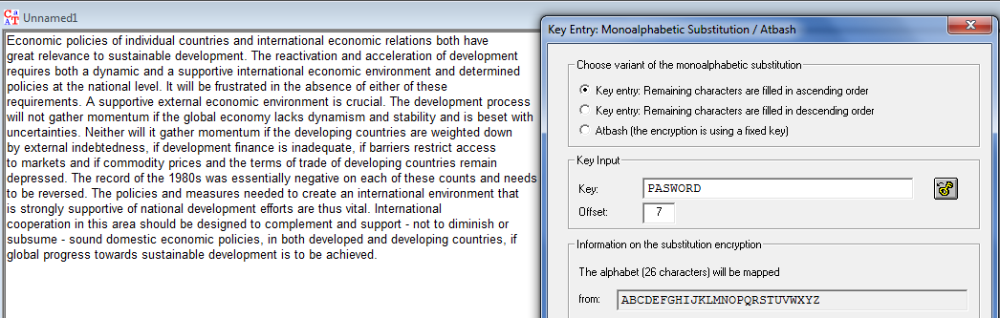 Unnamed1
Economic policies of individual countries and international economic relations both have
great relevance to sustainable development. The reactivation and acceleration of development
requires both a dynamic and a supportive international economic environment and determined
policies at the national level. It will be frustrated in the absence of either of these
requirements. A supportive external economic environment is crucial. The development process
will not gather momentum if the global economy lacks dynamism and stability and is beset with
uncertainties. Neither will it gather momentum if the developing countries are weighted down
by external indebtedness, if development finance is inadequate, if barriers restrict access
to markets and if commodity prices and the terms of trade of developing countries remain
depressed. The record of the 1980s was essentially negative on each of these counts and needs
to be reversed. The policies and measures needed to create an international environment that
is strongly supportive of national development efforts are thus vital. International
cooperation in this area should be designed to complement and support - not to diminish or
subsume - sound domestic economic policies, in both developed and developing countries, if
global progress towards sustainable development is to be achieved.
Key Entry: Monoalphabetic Substitution / Atbash
Choose variant of the monoalphabetic substitution
Key entry: Remaining characters are filled in ascending order
Key entry: Remaining characters are filled in descending order
Atbash (the encryption is using a fixed key)
Key Input
Key: PASWORD
Offset: 7
Information on the substitution encryption
The alphabet (26 characters) will be mapped
from: ABCDEFGHIJKLMNOPQRSTUVWXYZ